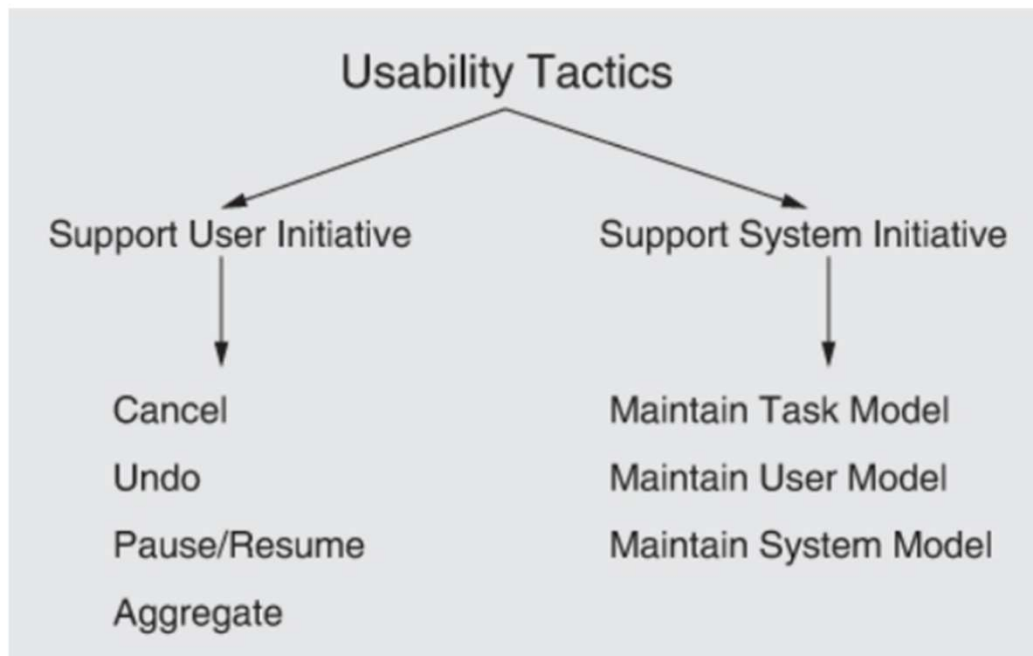 Usability Tactics
Support User Initiative
Support System Initiative
Cancel
Undo
Pause/Resume
Aggregate
Maintain Task Model
Maintain User Model
Maintain System Model